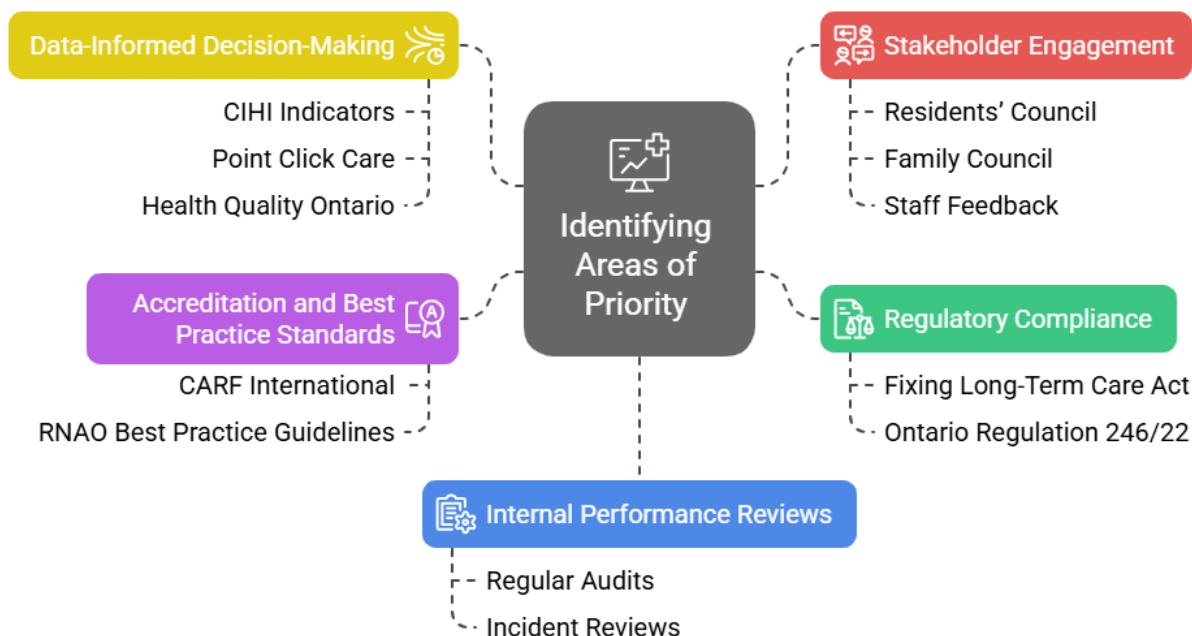 Data-Informed Decision-Making
CIHI Indicators
Point Click Care
Health Quality Ontario
Stakeholder Engagement
Residents’ Council
Family Council
Staff Feedback
Identifying
Areas of
Priority
Accreditation and Best
Practice Standards
A
CARF International
RNAO Best Practice Guidelines
Regulatory Compliance
Fixing Long-Term Care Act
Ontario Regulation 246/22
Internal Performance Reviews
Regular Audits
Incident Reviews